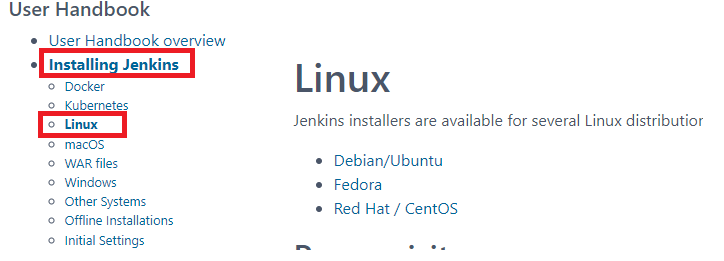 User Handbook
User Handbook overview
Installing Jenkins
Docker
Kubernetes
Linux
macOS
WAR files
Windows
Other Systems
Offline Installations
Initial Settings
Linux
Jenkins installers are available for several Linux distribution
Debian/Ubuntu
Fedora
Red Hat / CentOS